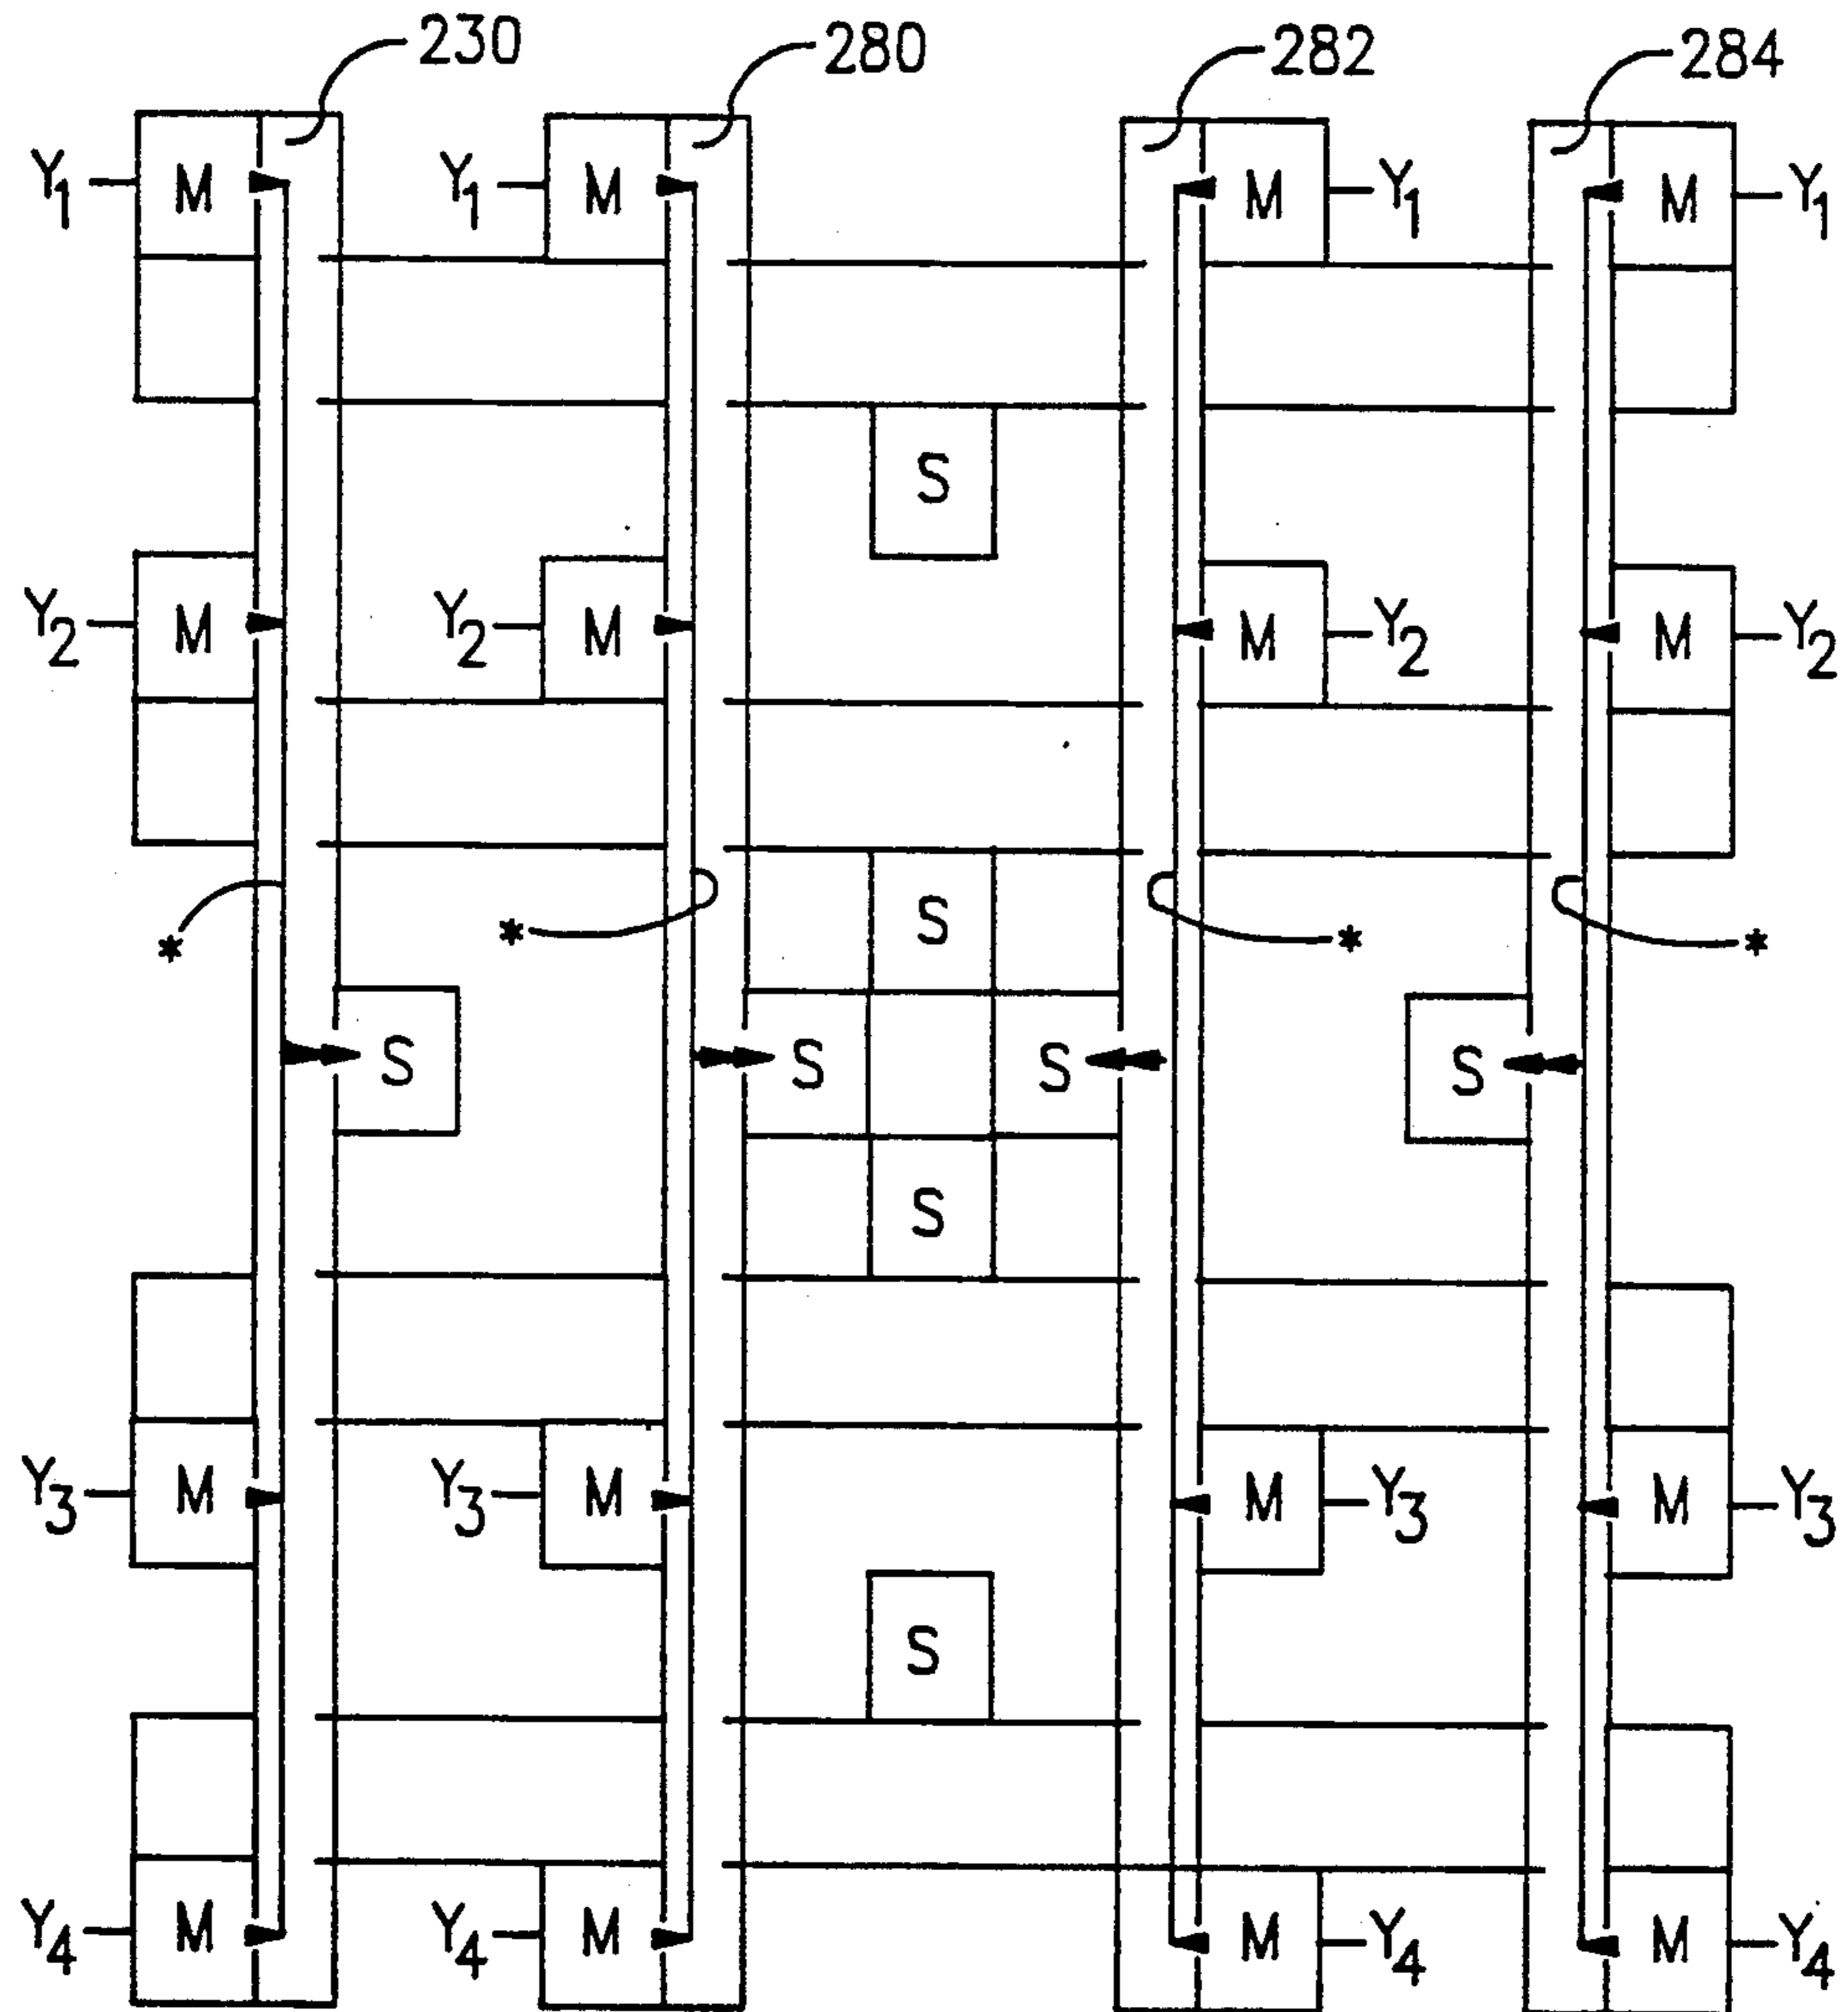 230 280 282 284
Y1 M Y1 M M Y1 M Y1
S
Y2 M Y2 M M Y2 M Y2
S
* * * *
S S S S
S
Y3 M Y3 M M Y3 M Y3
S
Y4 M Y4 M M Y4 M Y4